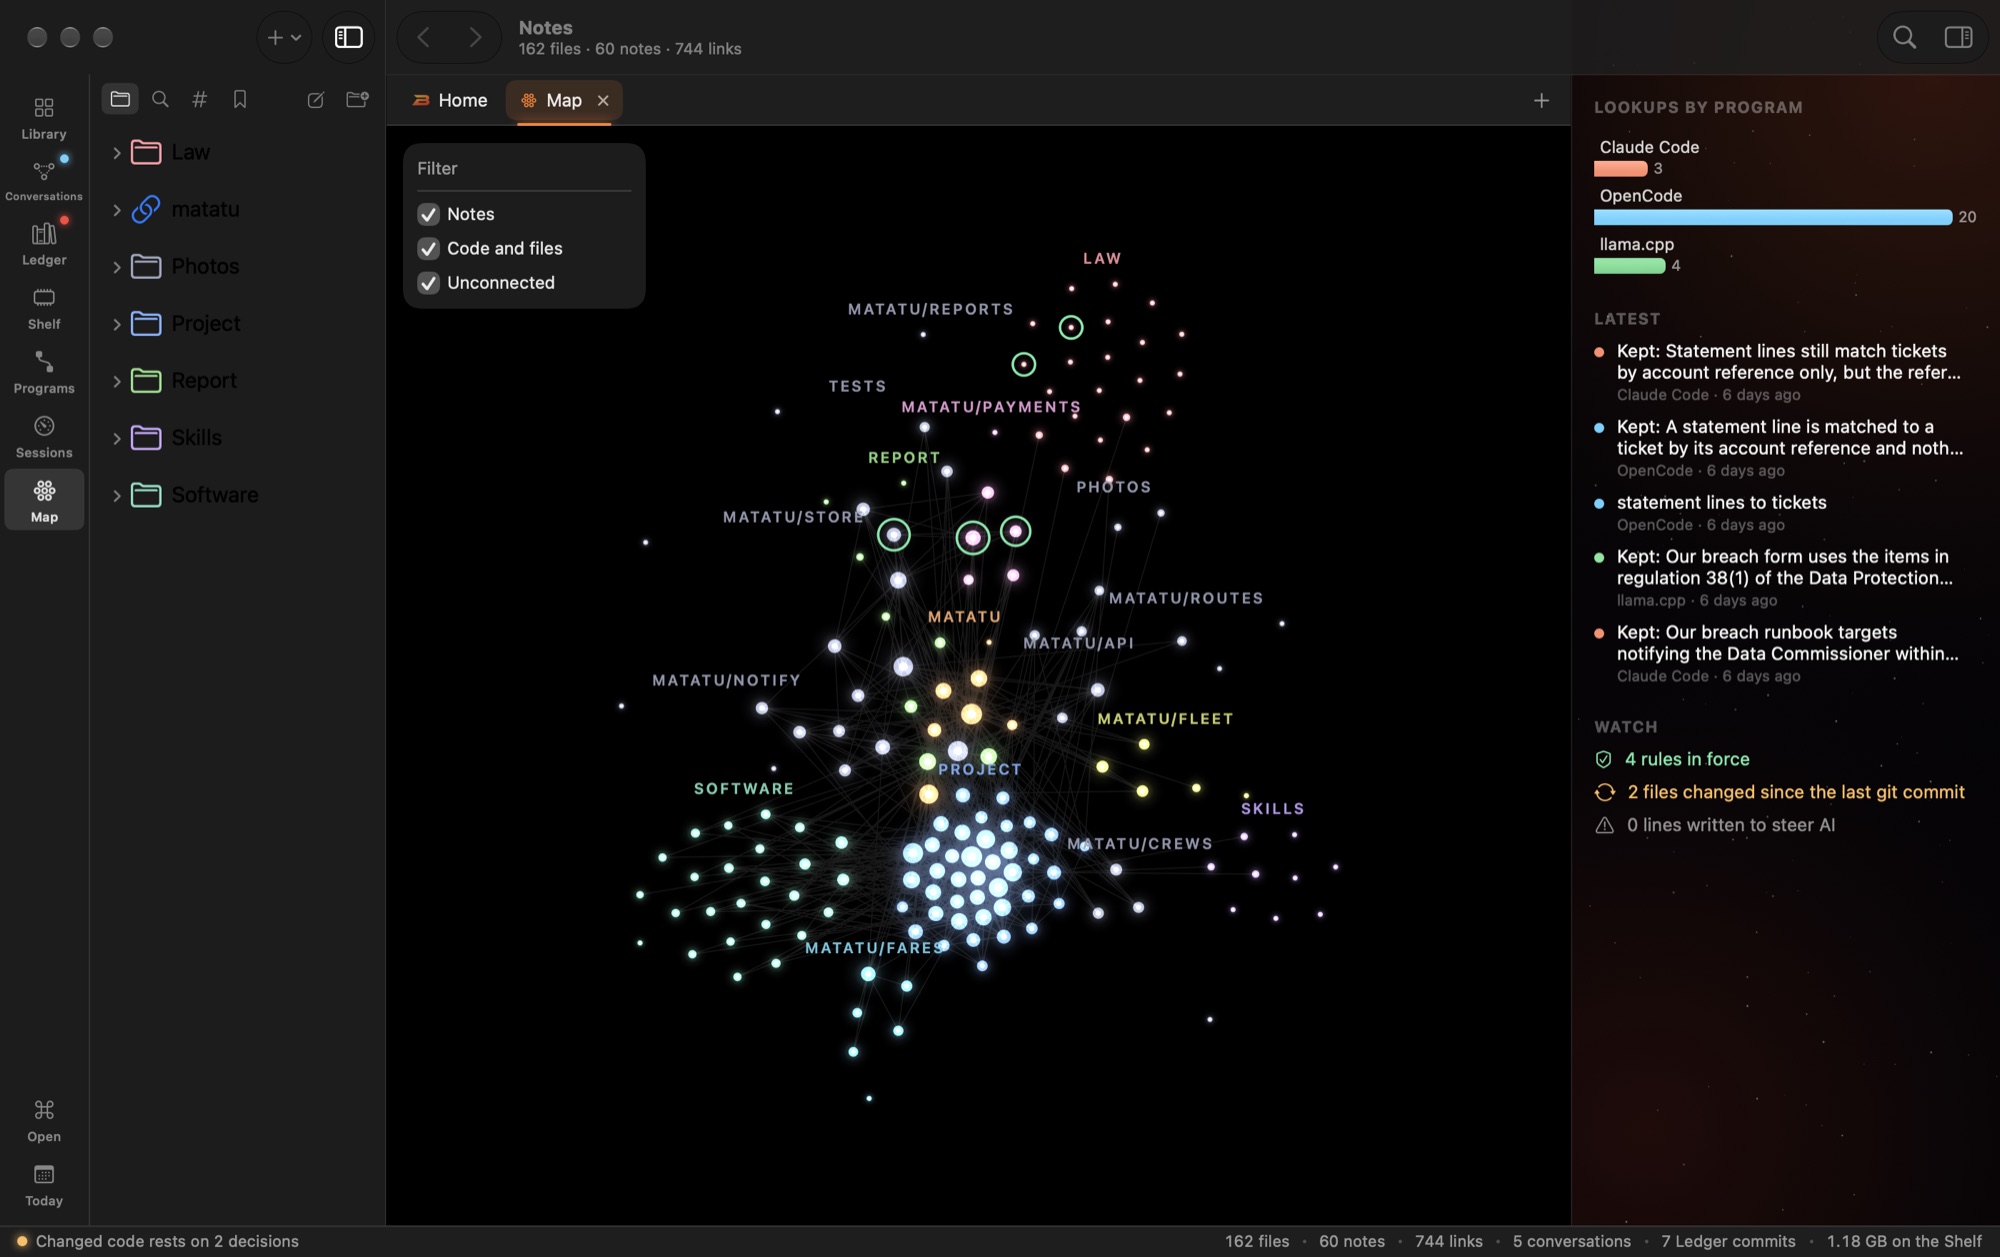 Notes
162 files · 60 notes · 744 links
Library
Conversations
Ledger
Shelf
Programs
Sessions
Map
Open
Today
Law
matatu
Photos
Project
Report
Skills
Software
Home
Map
Filter
Notes
Code and files
Unconnected
LAW
MATATU/REPORTS
TESTS
MATATU/PAYMENTS
REPORT
PHOTOS
MATATU/STORE
MATATU/ROUTES
MATATU
MATATU/API
MATATU/NOTIFY
MATATU/FLEET
PROJECT
SOFTWARE
SKILLS
MATATU/CREWS
MATATU/FARES
LOOKUPS BY PROGRAM
Claude Code
3
OpenCode
20
llama.cpp
4
LATEST
Kept: Statement lines still match tickets
by account reference only, but the refer...
Claude Code · 6 days ago
Kept: A statement line is matched to a
ticket by its account reference and noth...
OpenCode · 6 days ago
statement lines to tickets
OpenCode · 6 days ago
Kept: Our breach form uses the items in
regulation 38(1) of the Data Protection...
llama.cpp · 6 days ago
Kept: Our breach runbook targets
notifying the Data Commissioner within...
Claude Code · 6 days ago
WATCH
4 rules in force
2 files changed since the last git commit
0 lines written to steer AI
Changed code rests on 2 decisions
162 files · 60 notes · 744 links · 5 conversations · 7 Ledger commits · 1.18 GB on the Shelf